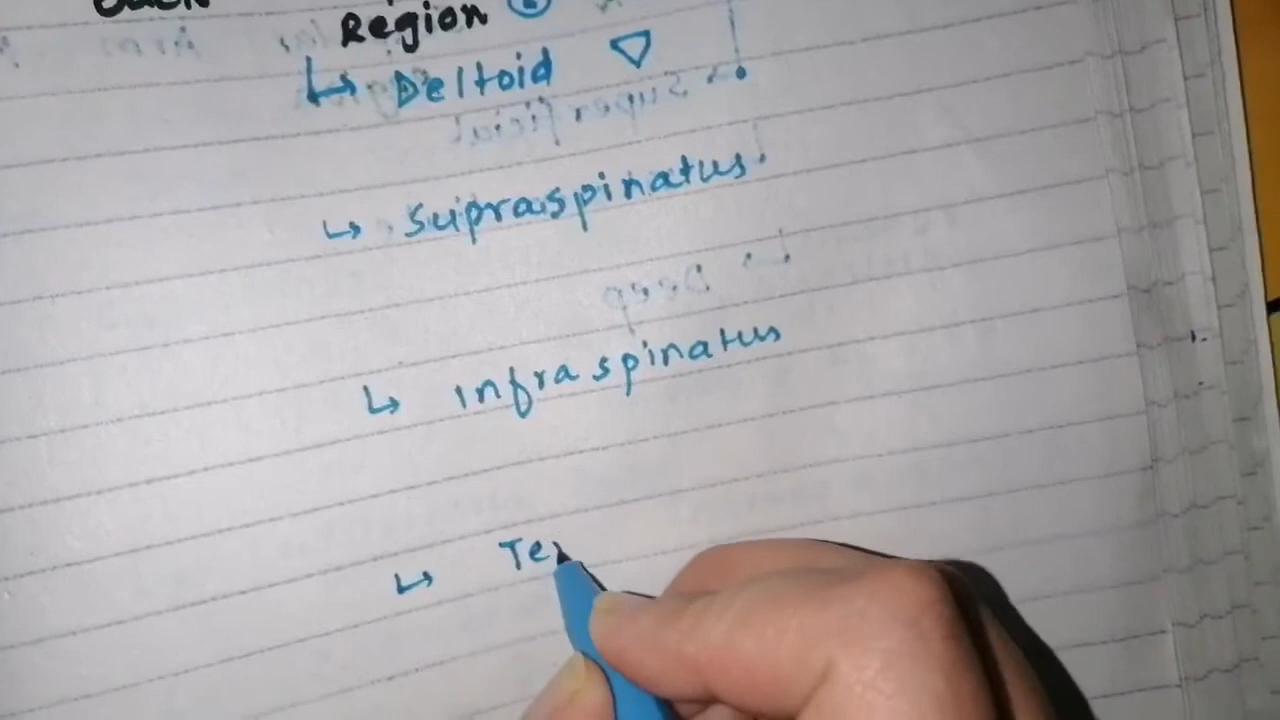 Region
↳ Deltoid ▽
↳ supraspinatus
↳ infraspinatus
↳ Te